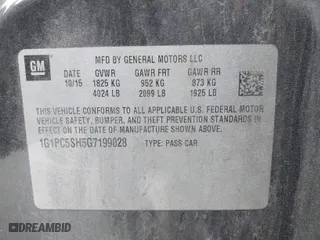 GM
MFD BY GENERAL MOTORS LLC
DATE GVWR GAWR FRT GAWR RR
10/15 1825 KG 952 KG 873 KG
4024 LB 2099 LB 1925 LB
THIS VEHICLE CONFORMS TO ALL APPLICABLE U.S. FEDERAL MOTOR
VEHICLE SAFETY, BUMPER, AND THEFT PREVENTION STANDARDS
IN EFFECT ON THE DATE OF MANUFACTURE SHOWN ABOVE.
1G1PC5SH5G7199028 TYPE: PASS CAR